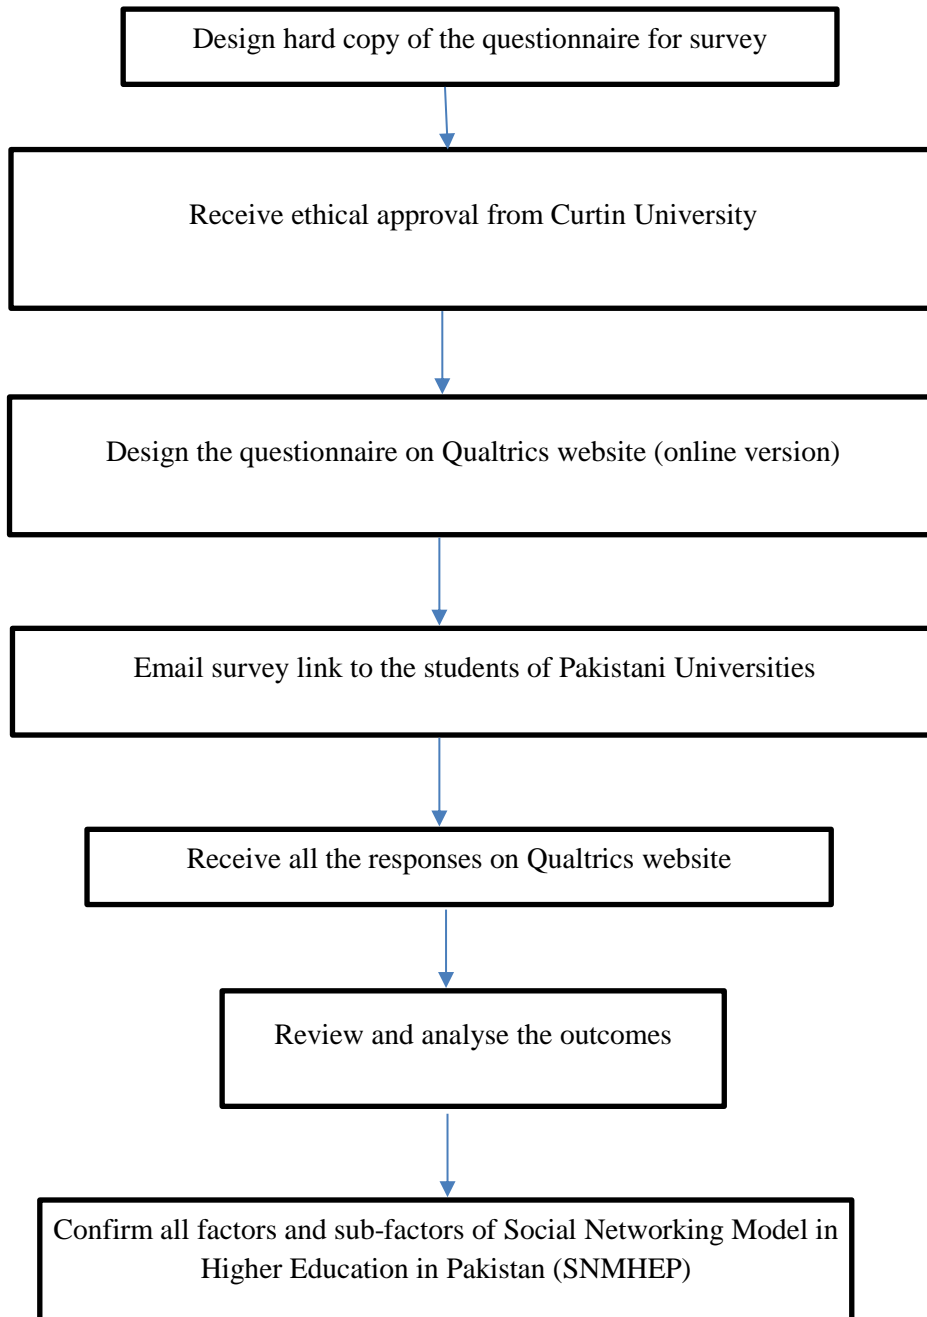 Design hard copy of the questionnaire for survey
Receive ethical approval from Curtin University
Design the questionnaire on Qualtrics website (online version)
Email survey link to the students of Pakistani Universities
Receive all the responses on Qualtrics website
Review and analyse the outcomes
Confirm all factors and sub-factors of Social Networking Model in
Higher Education in Pakistan (SNMHEP)